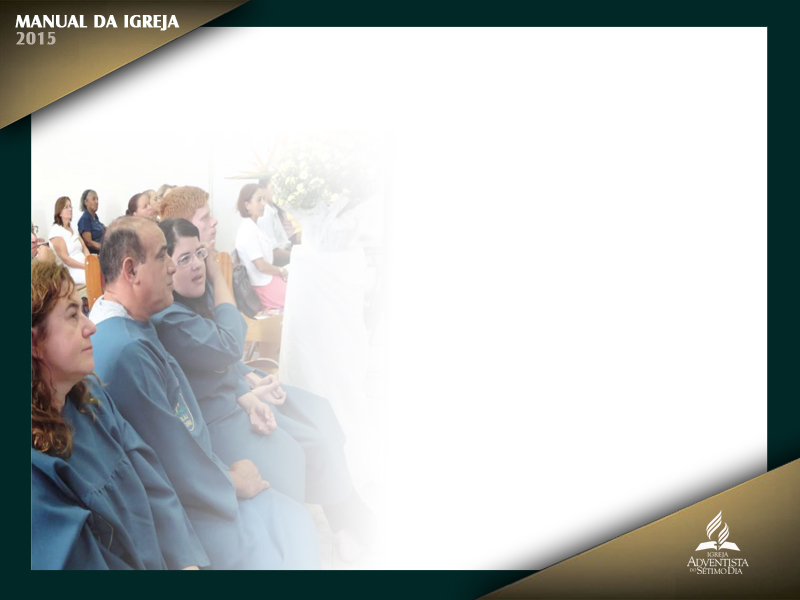 MANUAL DA IGREJA
2015
IGREJA
ADVENTISTA
DO SÉTIMO DIA